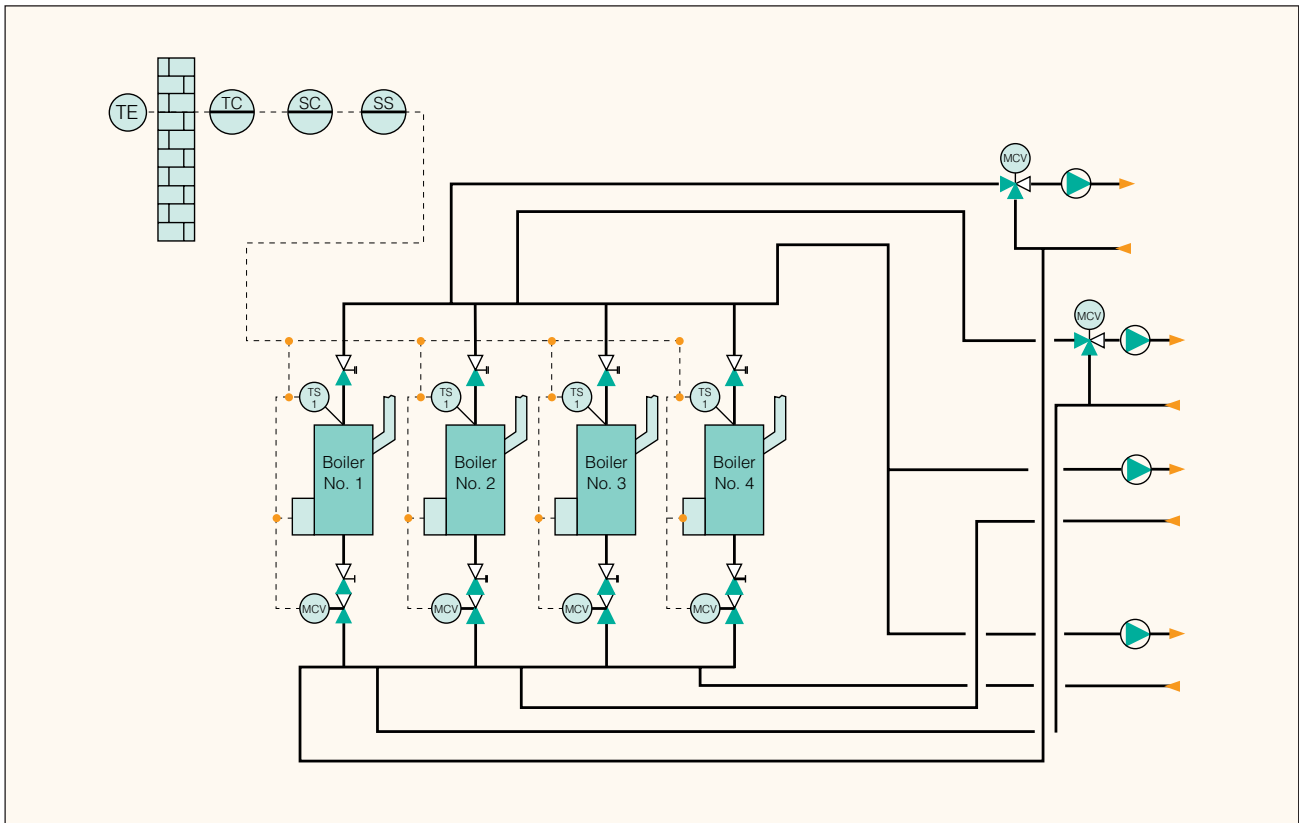 TE
TC
SC
SS
MCV
MCV
TS
1
TS
1
TS
1
TS
1
Boiler
No. 1
Boiler
No. 2
Boiler
No. 3
Boiler
No. 4
MCV
MCV
MCV
MCV